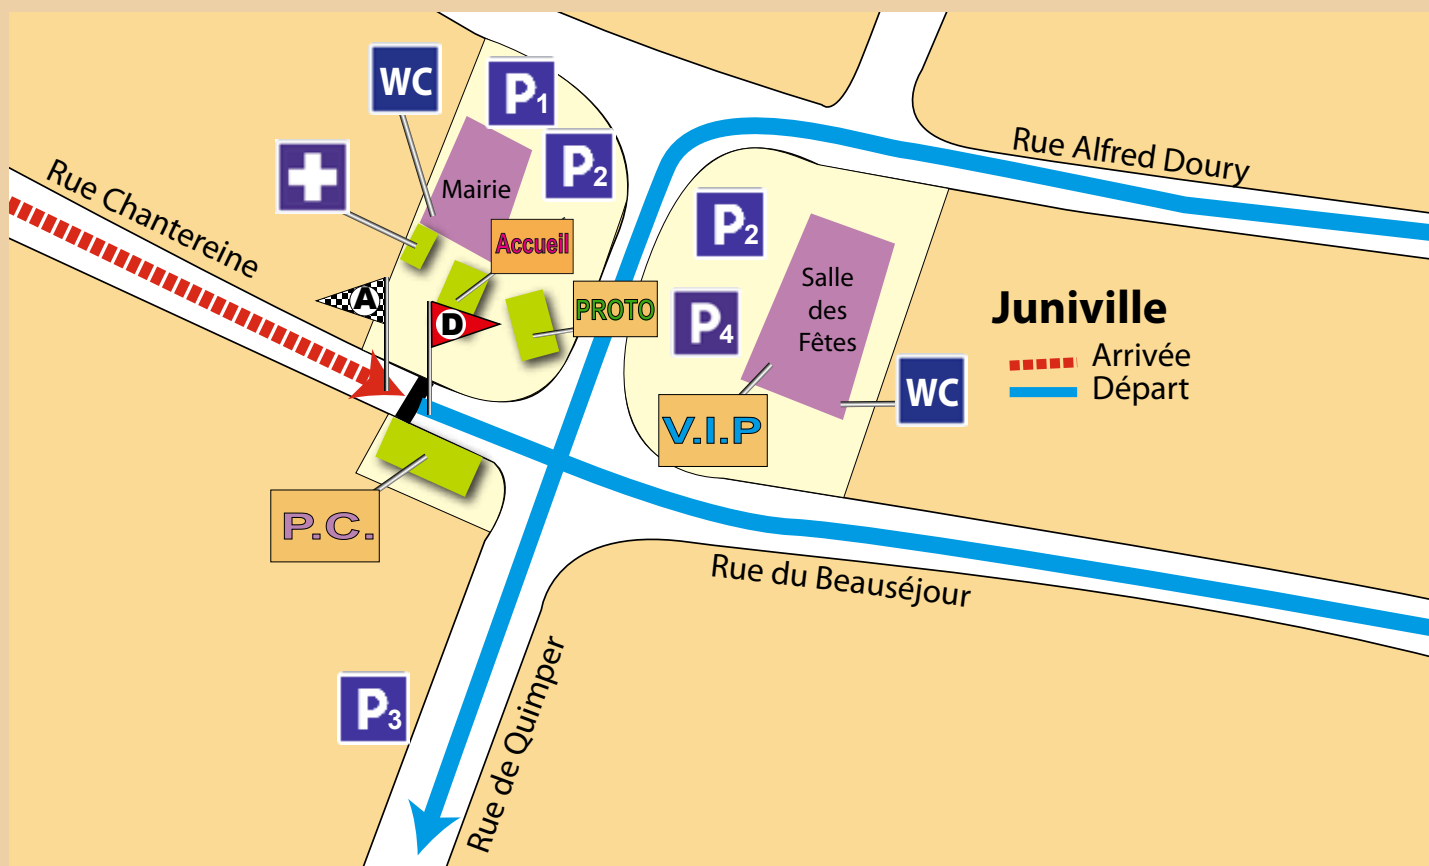 WC
P1
P2
Mairie
Rue Chantereine
Accueil
A
D
PROTO
P.C.
P3
Rue de Quimper
P2
P4
Salle
des
Fêtes
V.I.P
WC
Rue Alfred Doury
Rue du Beauséjour
Juniville
Arrivée
Départ